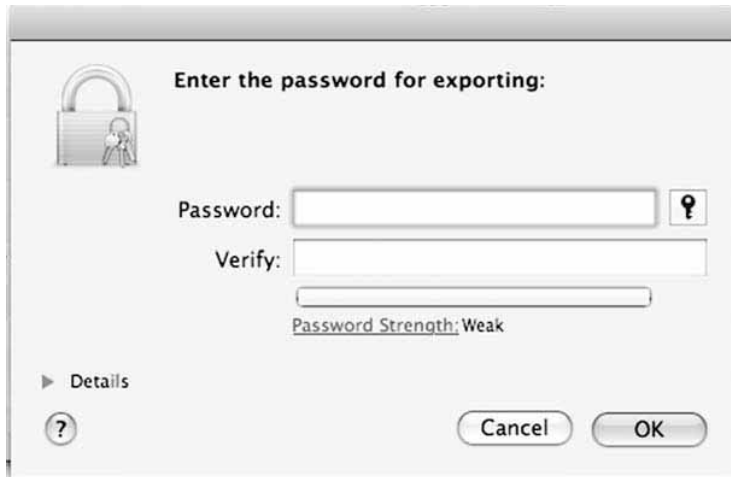 Enter the password for exporting:
Password:
Verify:
Password Strength: Weak
Details
?
Cancel
OK